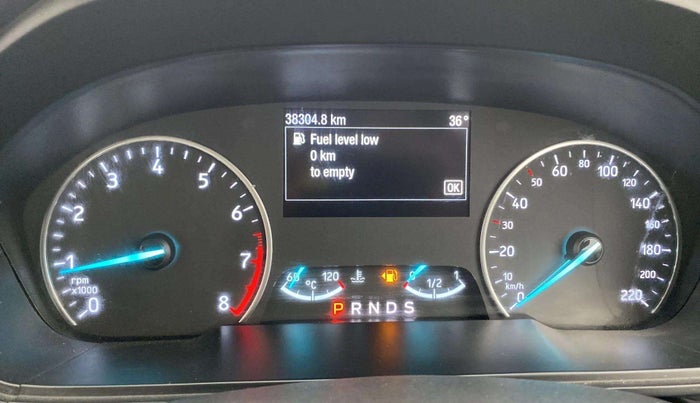 38304.8 km 36°
Fuel level low
0 km
to empty
OK
0 1 2 3 4 5 6 7 8
rpm
x1000
60 120
°C
0 1/2 1
P R N D S
0 10 20 30 40 50 60 80 100 120 140 160 180 200 220
km/h